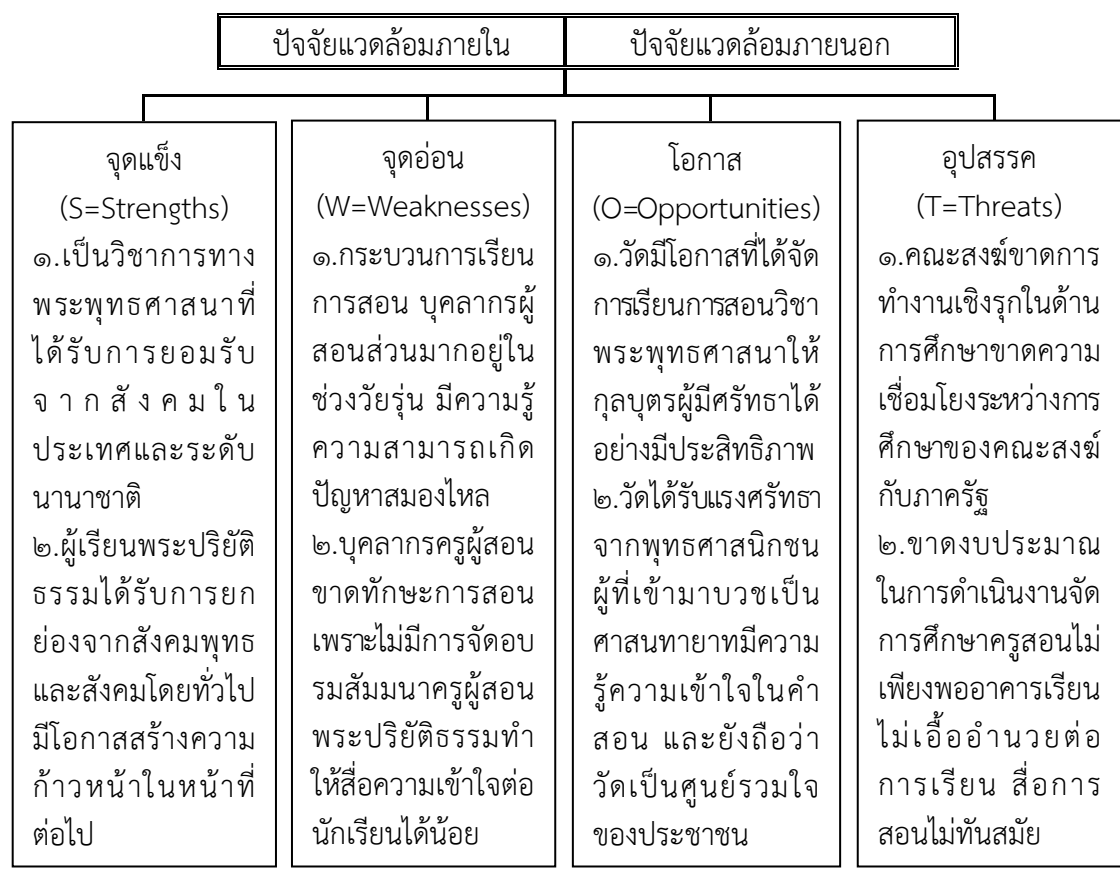 ปัจจัยแวดล้อมภายใน
ปัจจัยแวดล้อมภายนอก
จุดแข็ง
(S=Strengths)
๑.เป็นวิชาการทาง
พระพุทธศาสนาที่
ได้รับการยอมรับ
จากสังคมใน
ประเทศและระดับ
นานาชาติ
๒.ผู้เรียนพระปริยัติ
ธรรมได้รับการยก
ย่องจากสังคมพุทธ
และสังคมโดยทั่วไป
มีโอกาสสร้างความ
ก้าวหน้าในหน้าที่
ต่อไป
จุดอ่อน
(W=Weaknesses)
๑.กระบวนการเรียน
การสอน บุคลากรผู้
สอนส่วนมากอยู่ใน
ช่วงวัยรุ่น มีความรู้
ความสามารถเกิด
ปัญหาสมองไหล
๒.บุคลากรครูผู้สอน
ขาดทักษะการสอน
เพราะไม่มีการจัดอบ
รมสัมมนาครูผู้สอน
พระปริยัติธรรมทำ
ให้สื่อความเข้าใจต่อ
นักเรียนได้น้อย
โอกาส
(O=Opportunities)
๑.วัดมีโอกาสที่ได้จัด
การเรียนการสอนวิชา
พระพุทธศาสนาให้
กุลบุตรผู้มีศรัทธาได้
อย่างมีประสิทธิภาพ
๒.วัดได้รับแรงศรัทธา
จากพุทธศาสนิกชน
ผู้ที่เข้ามาบวชเป็น
ศาสนทายาทมีความ
รู้ความเข้าใจในคำ
สอน และยังถือว่า
วัดเป็นศูนย์รวมใจ
ของประชาชน
อุปสรรค
(T=Threats)
๑.คณะสงฆ์ขาดการ
ทำงานเชิงรุกในด้าน
การศึกษาขาดความ
เชื่อมโยงระหว่างการ
ศึกษาของคณะสงฆ์
กับภาครัฐ
๒.ขาดงบประมาณ
ในการดำเนินงานจัด
การศึกษาครูสอนไม่
เพียงพออาคารเรียน
ไม่เอื้ออำนวยต่อ
การเรียน สื่อการ
สอนไม่ทันสมัย